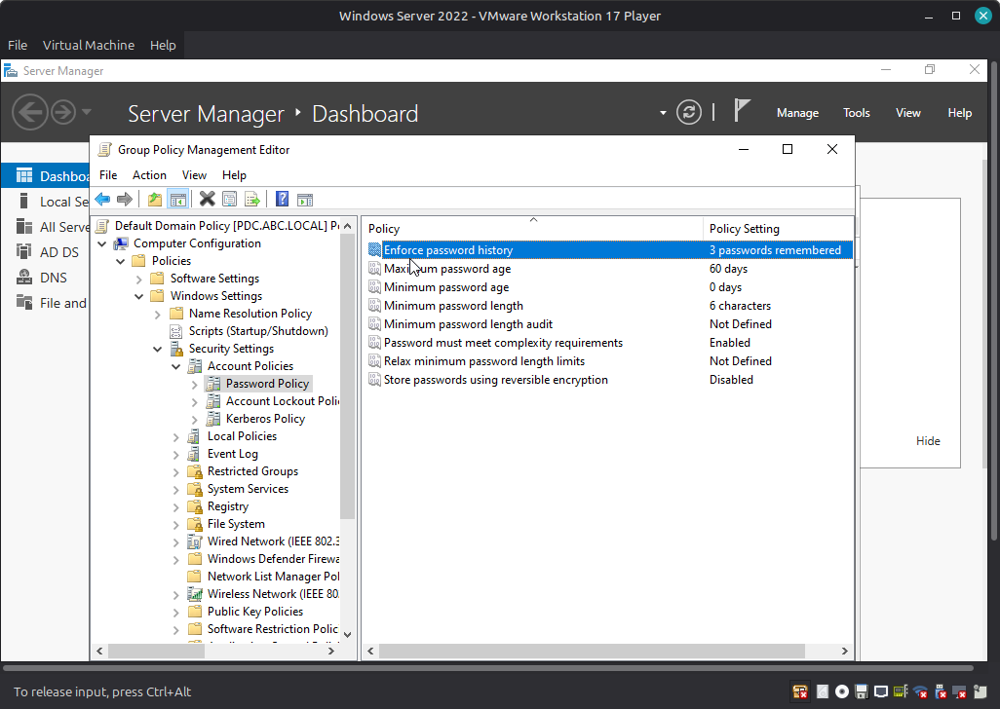 Windows Server 2022 - VMware Workstation 17 Player
File Virtual Machine Help
Server Manager
Server Manager Dashboard
Manage Tools View Help
Dashboa
Local Se
All Serve
AD DS
DNS
File and
Group Policy Management Editor
File Action View Help
Default Domain Policy [PDC.ABC.LOCAL] P
Computer Configuration
Policies
Software Settings
Windows Settings
Name Resolution Policy
Scripts (Startup/Shutdown)
Security Settings
Account Policies
Password Policy
Account Lockout Poli
Kerberos Policy
Local Policies
Event Log
Restricted Groups
System Services
Registry
File System
Wired Network (IEEE 802.3
Windows Defender Firewa
Network List Manager Pol
Wireless Network (IEEE 80
Public Key Policies
Software Restriction Polic
Policy Policy Setting
Enforce password history 3 passwords remembered
Maximum password age 60 days
Minimum password age 0 days
Minimum password length 6 characters
Minimum password length audit Not Defined
Password must meet complexity requirements Enabled
Relax minimum password length limits Not Defined
Store passwords using reversible encryption Disabled
Hide
To release input, press Ctrl+Alt